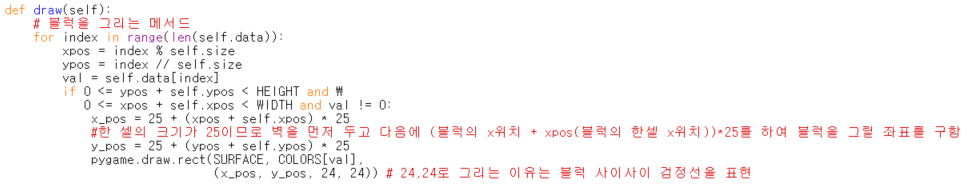 def draw(self):
    # 블럭을 그리는 메서드
    for index in range(len(self.data)):
        xpos = index % self.size
        ypos = index // self.size
        val = self.data[index]
        if 0 <= ypos + self.ypos < HEIGHT and ₩
           0 <= xpos + self.xpos < WIDTH and val != 0:
            x_pos = 25 + (xpos + self.xpos) * 25
            #한 셀의 크기가 25이므로 벽을 먼저 두고 다음에 (블럭의 x위치 + xpos(블럭의 한셀 x위치))*25를 하여 블럭을 그릴 좌표를 구함
            y_pos = 25 + (ypos + self.ypos) * 25
            pygame.draw.rect(SURFACE, COLORS[val],
                             (x_pos, y_pos, 24, 24)) # 24,24로 그리는 이유는 블럭 사이사이 검정선을 표현